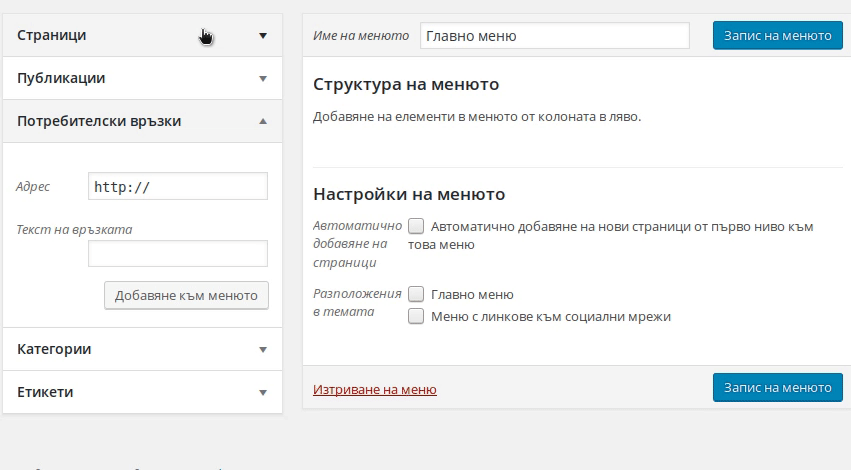 Страници
Публикации
Потребителски връзки
Адрес
http://
Текст на връзката
Добавяне към менюто
Категории
Етикети
Име на менюто
Главно меню
Запис на менюто
Структура на менюто
Добавяне на елементи в менюто от колоната в ляво.
Настройки на менюто
Автоматично
добавяне на
страници
Автоматично добавяне на нови страници от първо ниво към
това меню
Разположения
в темата
Главно меню
Меню с линкове към социални мрежи
Изтриване на меню
Запис на менюто